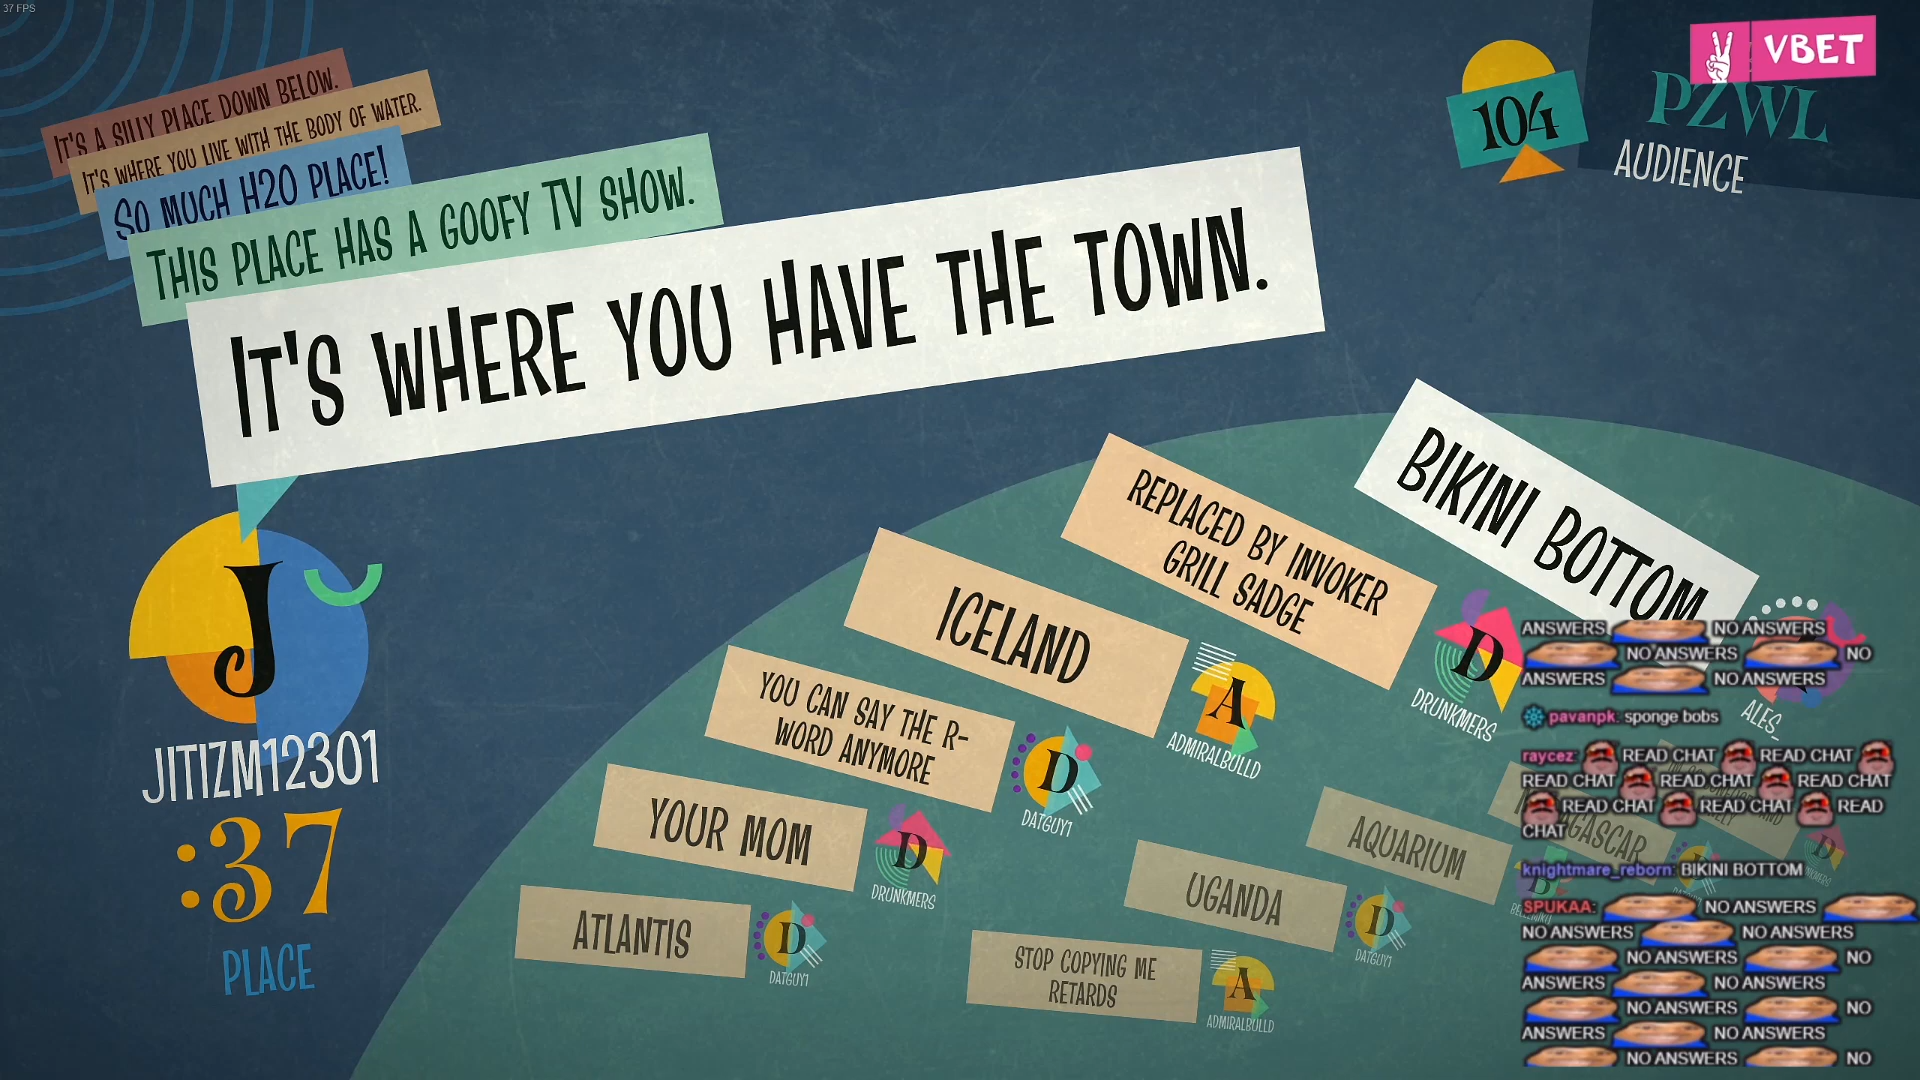 37 FPS
IT'S A SILLY PLACE DOWN BELOW.
IT'S WHERE YOU LIVE WITH THE BODY OF WATER.
SO MUCH H2O PLACE!
THIS PLACE HAS A GOOFY TV SHOW.
IT'S WHERE YOU HAVE THE TOWN.
VBET
104
PZWL
AUDIENCE
J
JITIZM12301
:37
PLACE
BIKINI BOTTOM
ALES_
REPLACED BY INVOKER
GRILL SADGE
D
DRUNKMERS
ICELAND
A
ADMIRALBULLD
YOU CAN SAY THE R-
WORD ANYMORE
D
DATGUY1
YOUR MOM
D
DRUNKMERS
ATLANTIS
D
DATGUY1
AQUARIUM
UGANDA
D
DATGUY1
STOP COPYING ME
RETARDS
A
ADMIRALBULLD
ANSWERS NO ANSWERS
NO ANSWERS NO
ANSWERS NO ANSWERS
pavanpk: sponge bobs
raycez: READ CHAT READ CHAT
READ CHAT READ CHAT READ CHAT
READ CHAT READ CHAT READ
CHAT
knightmare_reborn: BIKINI BOTTOM
SPUKAA: NO ANSWERS
NO ANSWERS NO ANSWERS
NO ANSWERS NO
ANSWERS NO ANSWERS
NO ANSWERS NO
ANSWERS NO ANSWERS
NO ANSWERS NO